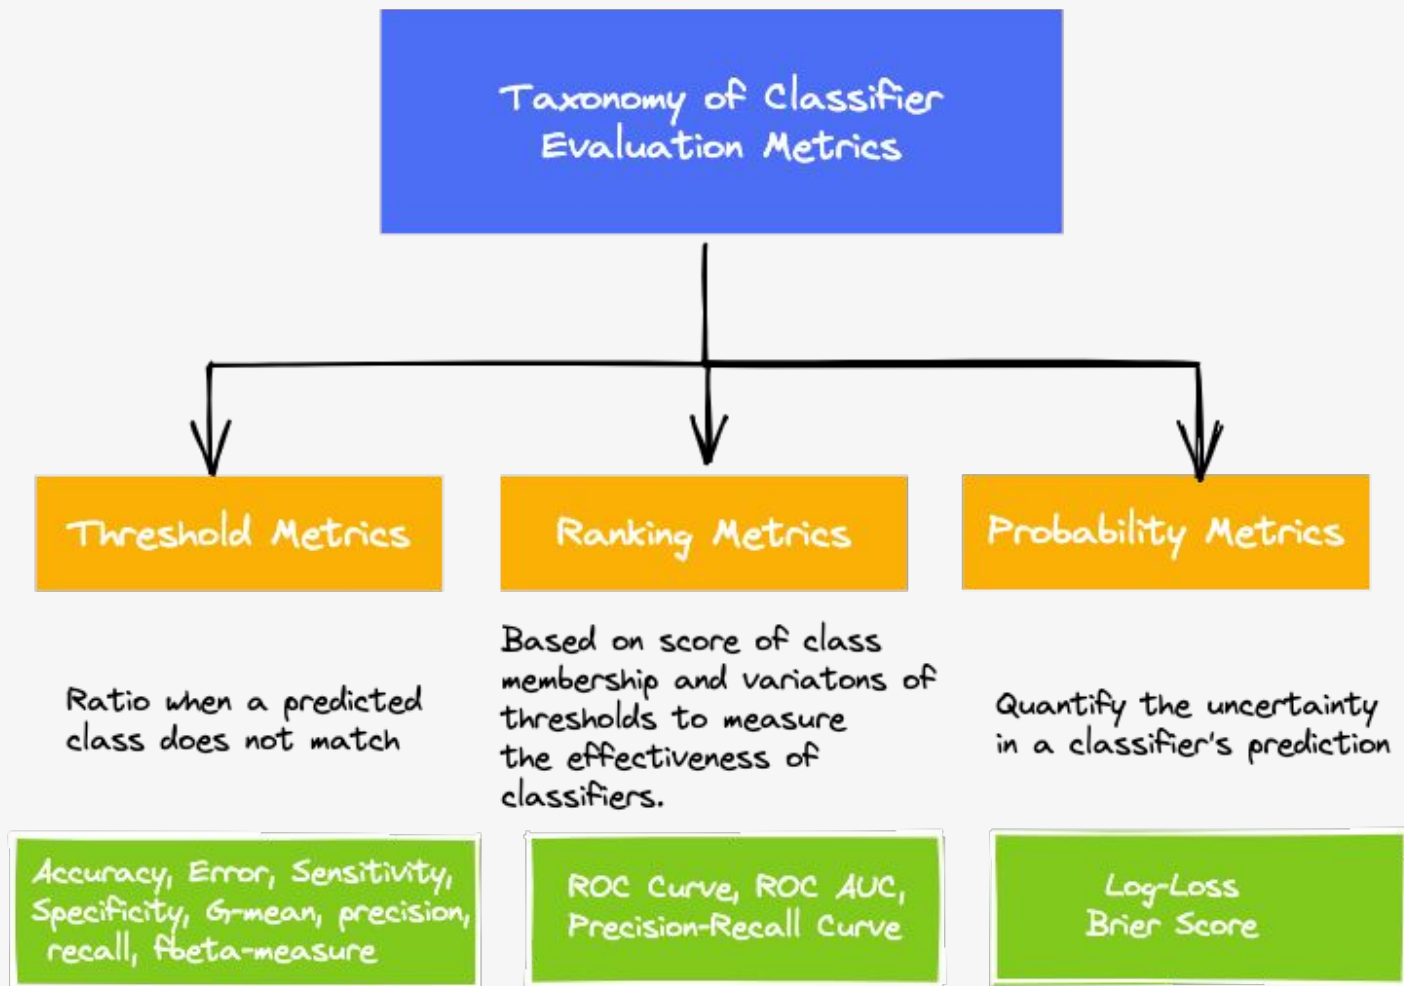 Taxonomy of Classifier
Evaluation Metrics
Threshold Metrics
Ranking Metrics
Probability Metrics
Ratio when a predicted
class does not match
Based on score of class
membership and variatons of
thresholds to measure
the effectiveness of
classifiers.
Quantify the uncertainty
in a classifier's prediction
Accuracy, Error, Sensitivity,
Specificity, G-mean, precision,
recall, fbeta-measure
ROC Curve, ROC AUC,
Precision-Recall Curve
Log-Loss
Brier Score